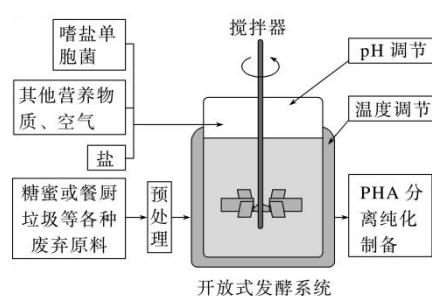 嗜盐单
胞菌
其他营养物
质、空气
盐
糖蜜或餐厨
垃圾等各种
废弃原料
预
处
理
搅拌器
pH 调节
温度调节
PHA 分
离纯化
制备
开放式发酵系统